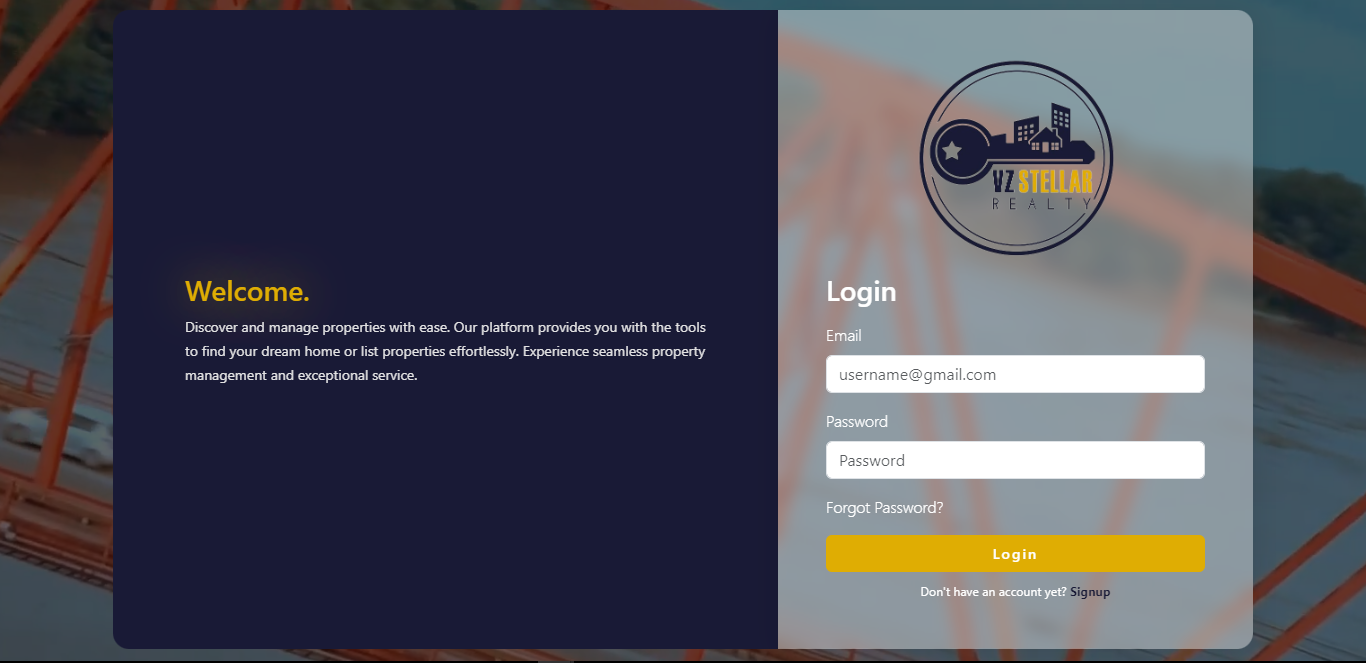 Welcome.
Discover and manage properties with ease. Our platform provides you with the tools
to find your dream home or list properties effortlessly. Experience seamless property
management and exceptional service.
VZ STELLAR
REALTY
Login
Email
username@gmail.com
Password
Password
Forgot Password?
Login
Don't have an account yet? Signup